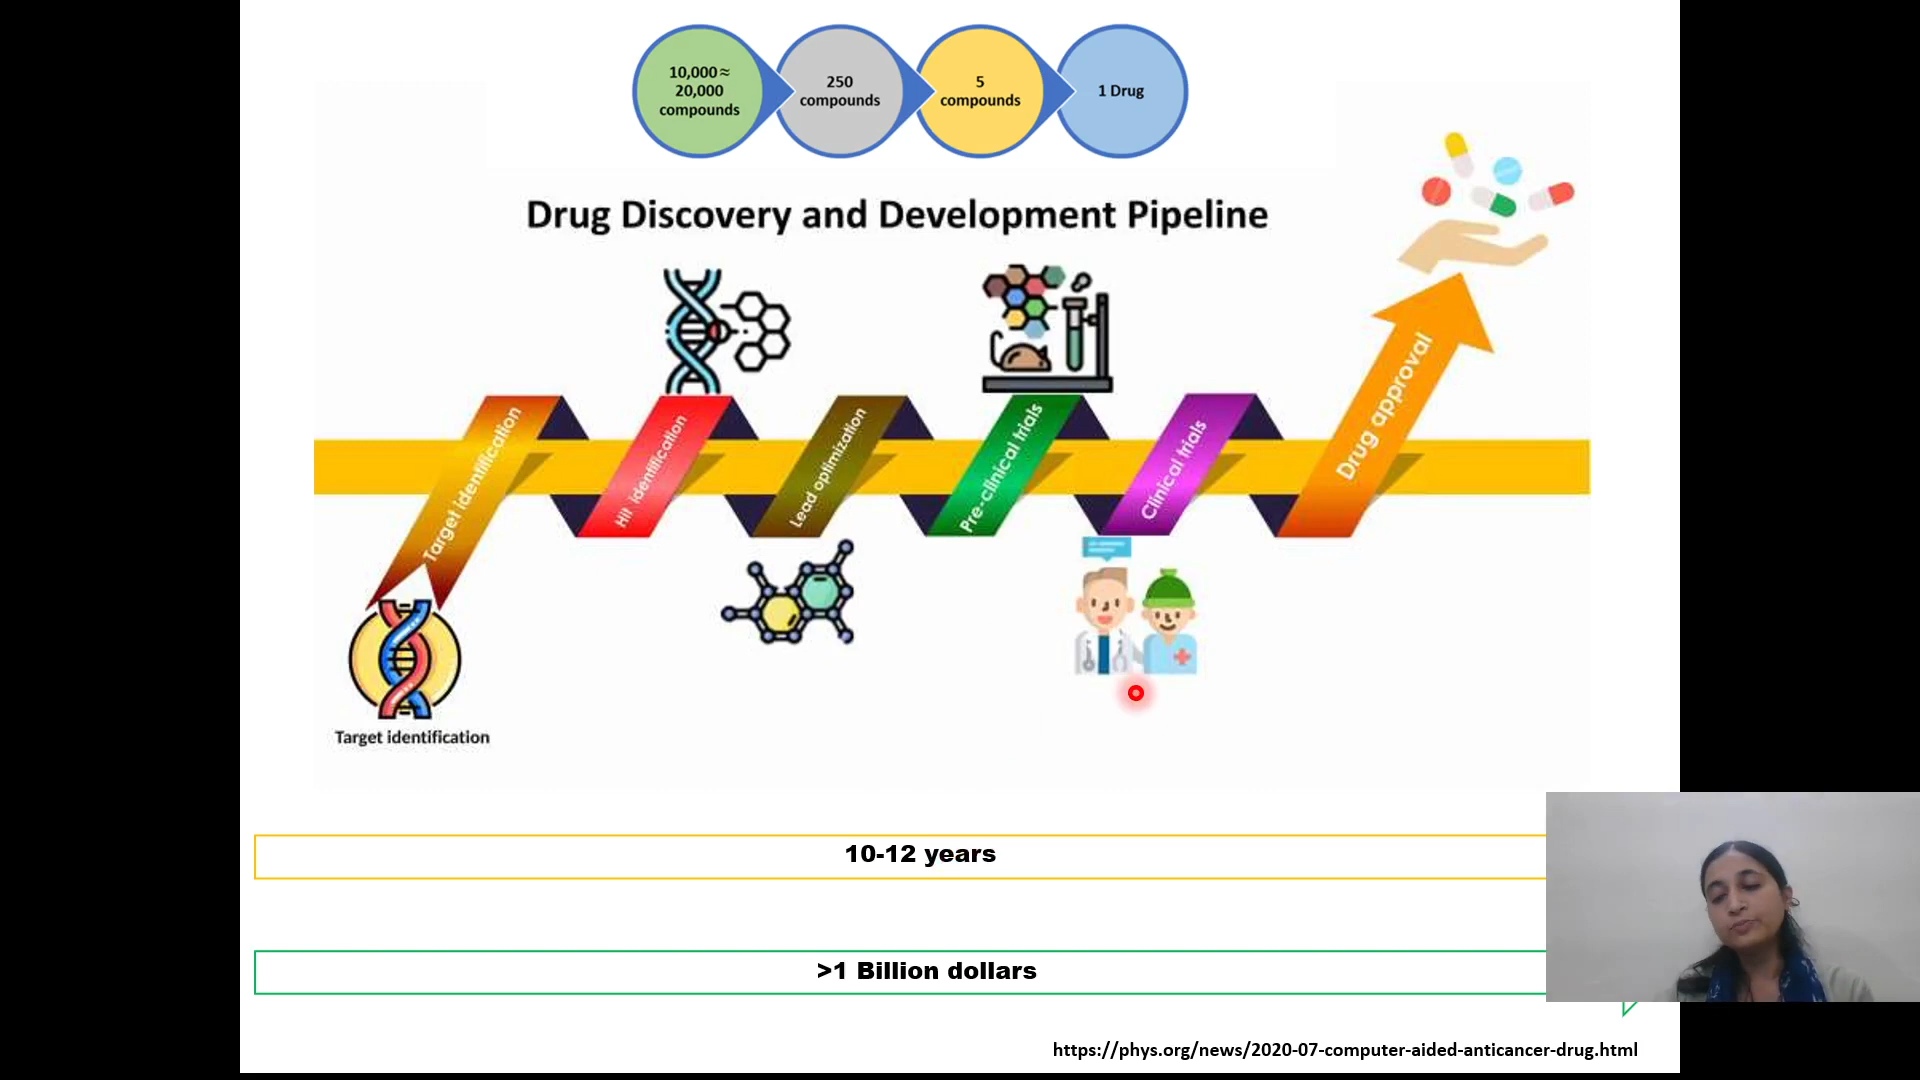 10,000≈
20,000
compounds
250
compounds
5
compounds
1 Drug
Drug Discovery and Development Pipeline
Target identification
Hit identification
Lead optimization
Pre-clinical trials
Clinical trials
Drug approval
Target identification
10-12 years
>1 Billion dollars
https://phys.org/news/2020-07-computer-aided-anticancer-drug.html